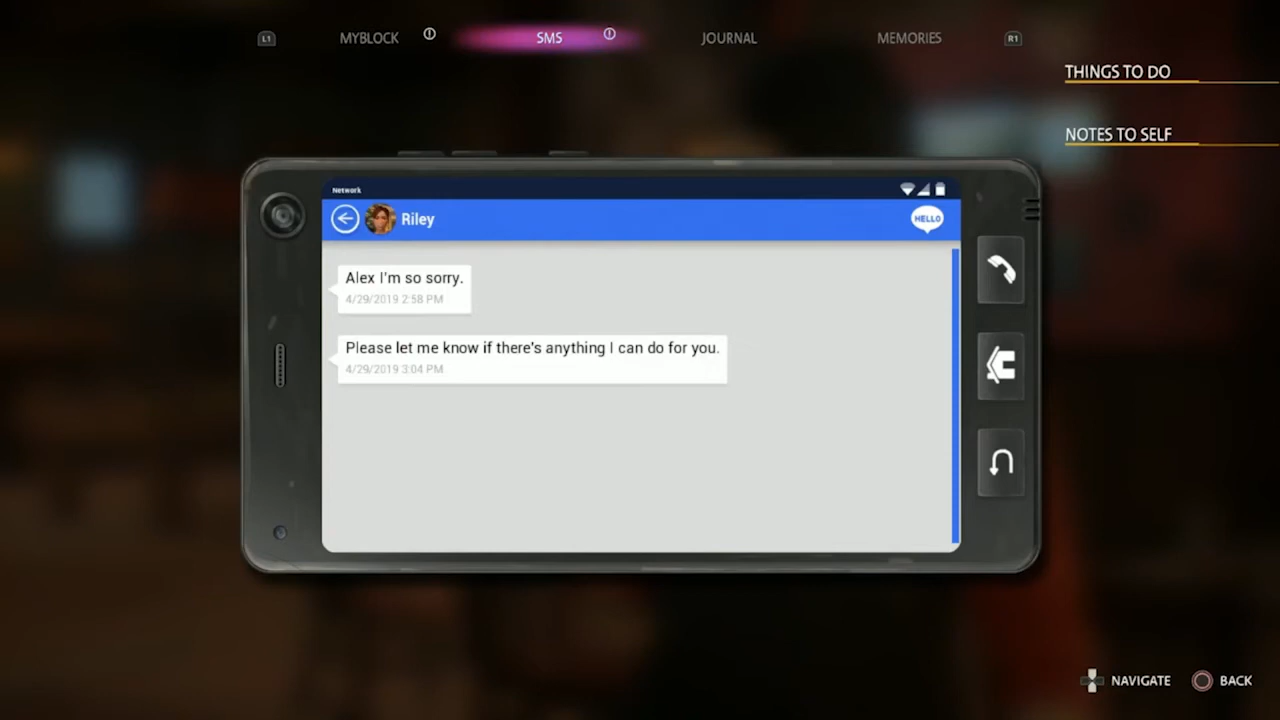 L1
MYBLOCK
SMS
JOURNAL
MEMORIES
R1
THINGS TO DO
NOTES TO SELF
Network
Riley
HELLO
Alex I'm so sorry.
4/29/2019 2:58 PM
Please let me know if there's anything I can do for you.
4/29/2019 3:04 PM
NAVIGATE
BACK